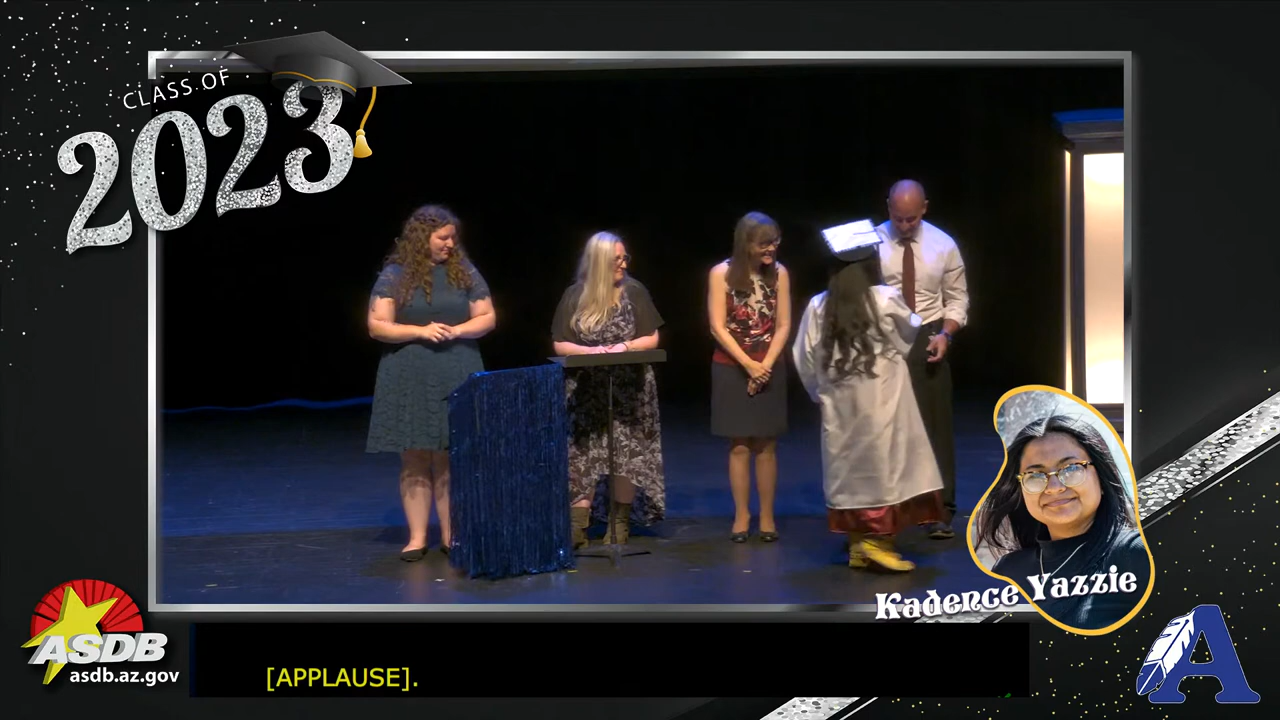 CLASS OF
2023
Kadence Yazzie
ASDB
asdb.az.gov
[APPLAUSE].
A